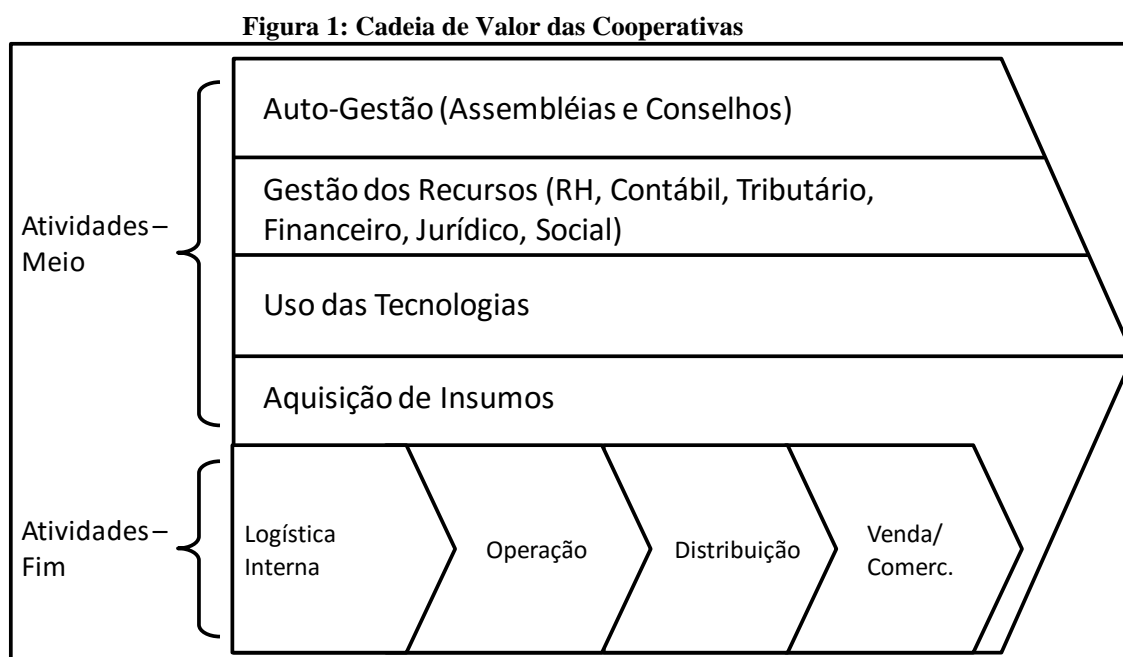 Figura 1: Cadeia de Valor das Cooperativas
Auto-Gestão (Assembléias e Conselhos)
Gestão dos Recursos (RH, Contábil, Tributário,
Financeiro, Jurídico, Social)
Atividades –
Meio
Uso das Tecnologias
Aquisição de Insumos
Atividades –
Fim
Logística
Interna
Operação
Distribuição
Venda/
Comerc.